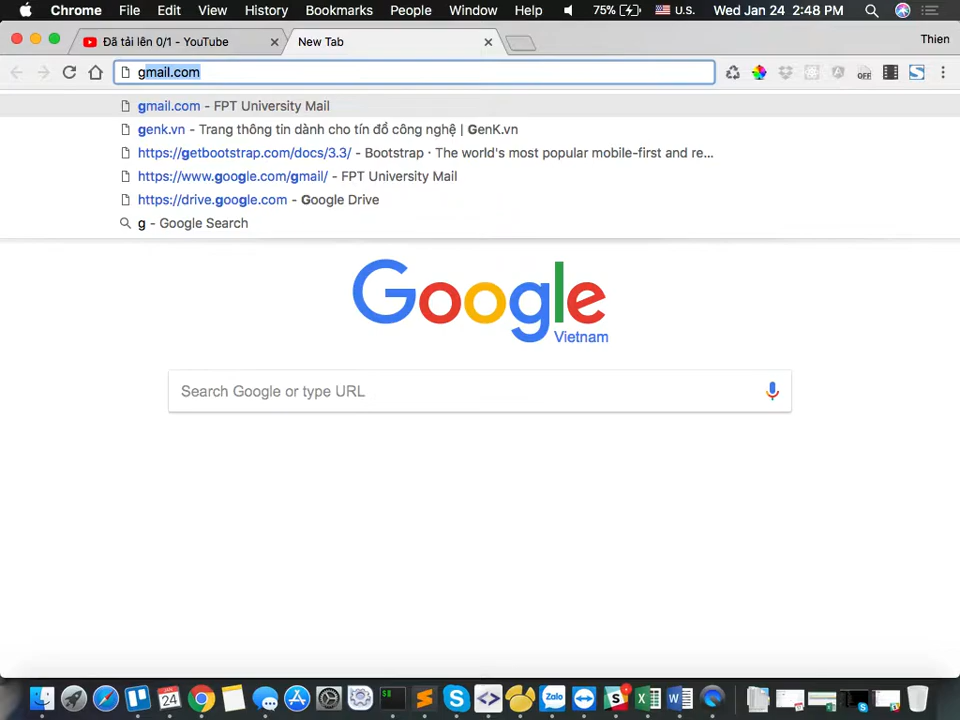 Chrome File Edit View History Bookmarks People Window Help 75% U.S. Wed Jan 24 2:48 PM
Đã tải lên 0/1 - YouTube New Tab Thien
gmail.com OFF
gmail.com - FPT University Mail
genk.vn - Trang thông tin dành cho tín đồ công nghệ | GenK.vn
https://getbootstrap.com/docs/3.3/ - Bootstrap · The world's most popular mobile-first and re...
https://www.google.com/gmail/ - FPT University Mail
https://drive.google.com - Google Drive
g - Google Search
Google
Vietnam
Search Google or type URL
24 Zalo